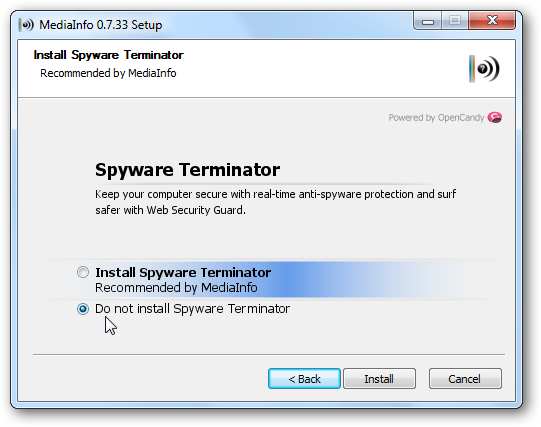 MediaInfo 0.7.33 Setup
Install Spyware Terminator
Recommended by MediaInfo
Powered by OpenCandy
Spyware Terminator
Keep your computer secure with real-time anti-spyware protection and surf
safer with Web Security Guard.
Install Spyware Terminator
Recommended by MediaInfo
Do not install Spyware Terminator
< Back
Install
Cancel